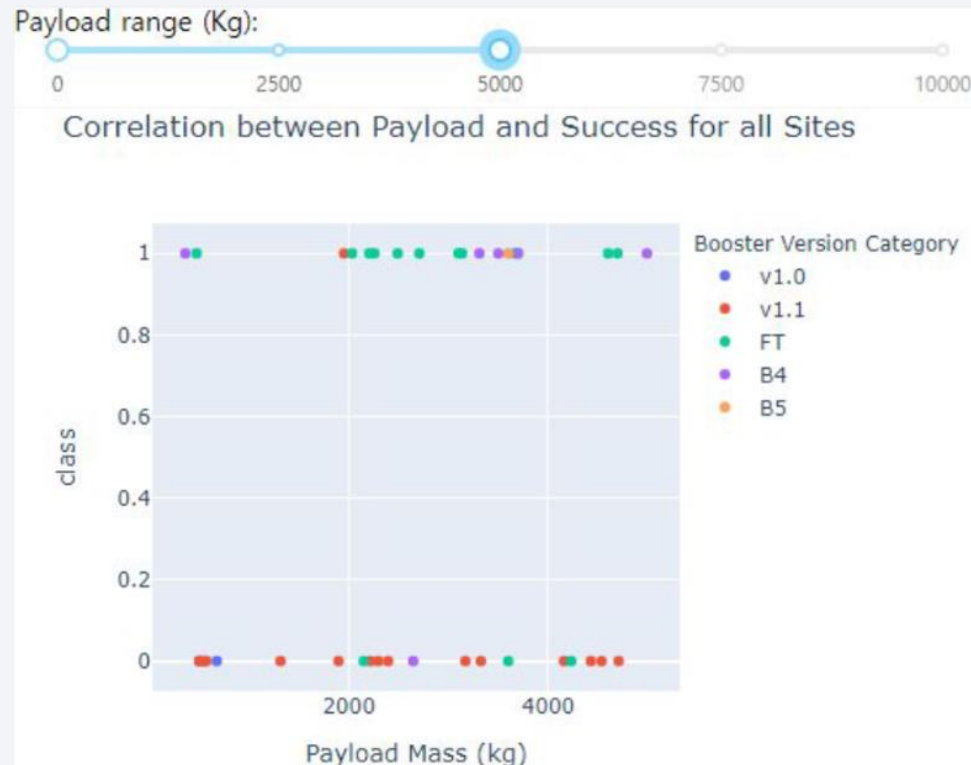 Payload range (Kg):
0 2500 5000 7500 10000
Correlation between Payload and Success for all Sites
Booster Version Category
v1.0
v1.1
FT
B4
B5
1
0.8
0.6
0.4
0.2
0
class
2000 4000
Payload Mass (kg)